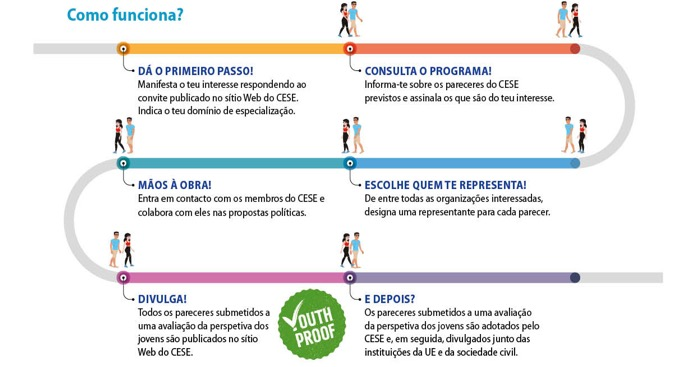 Como funciona?
DÁ O PRIMEIRO PASSO!
Manifesta o teu interesse respondendo ao
convite publicado no sítio Web do CESE.
Indica o teu domínio de especialização.
CONSULTA O PROGRAMA!
Informa-te sobre os pareceres do CESE
previstos e assinala os que são do teu interesse.
ESCOLHE QUEM TE REPRESENTA!
De entre todas as organizações interessadas,
designa uma representante para cada parecer.
MÃOS À OBRA!
Entra em contacto com os membros do CESE e
colabora com eles nas propostas políticas.
DIVULGA!
Todos os pareceres submetidos a
uma avaliação da perspetiva dos
jovens são publicados no sítio
Web do CESE.
YOUTH
PROOF
E DEPOIS?
Os pareceres submetidos a uma avaliação
da perspetiva dos jovens são adotados pelo
CESE e, em seguida, divulgados junto das
instituições da UE e da sociedade civil.